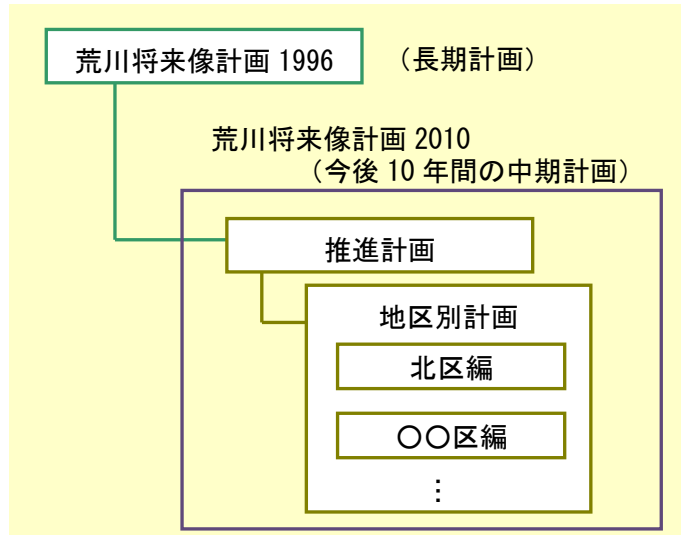 荒川将来像計画 1996 （長期計画）
荒川将来像計画 2010
（今後 10 年間の中期計画）
推進計画
地区別計画
北区編
〇〇区編
⋮